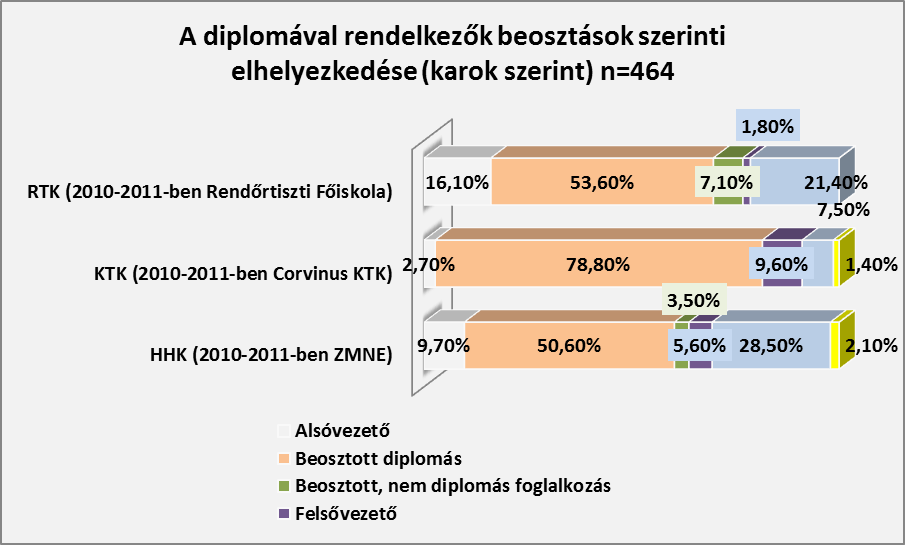 A diplomával rendelkezők beosztások szerinti
elhelyezkedése (karok szerint) n=464
1,80%
RTK (2010-2011-ben Rendőrtiszti Főiskola)
16,10%
53,60%
7,10%
21,40%
7,50%
KTK (2010-2011-ben Corvinus KTK)
2,70%
78,80%
9,60%
1,40%
3,50%
HHK (2010-2011-ben ZMNE)
9,70%
50,60%
5,60%
28,50%
2,10%
Alsóvezető
Beosztott diplomás
Beosztott, nem diplomás foglalkozás
Felsővezető